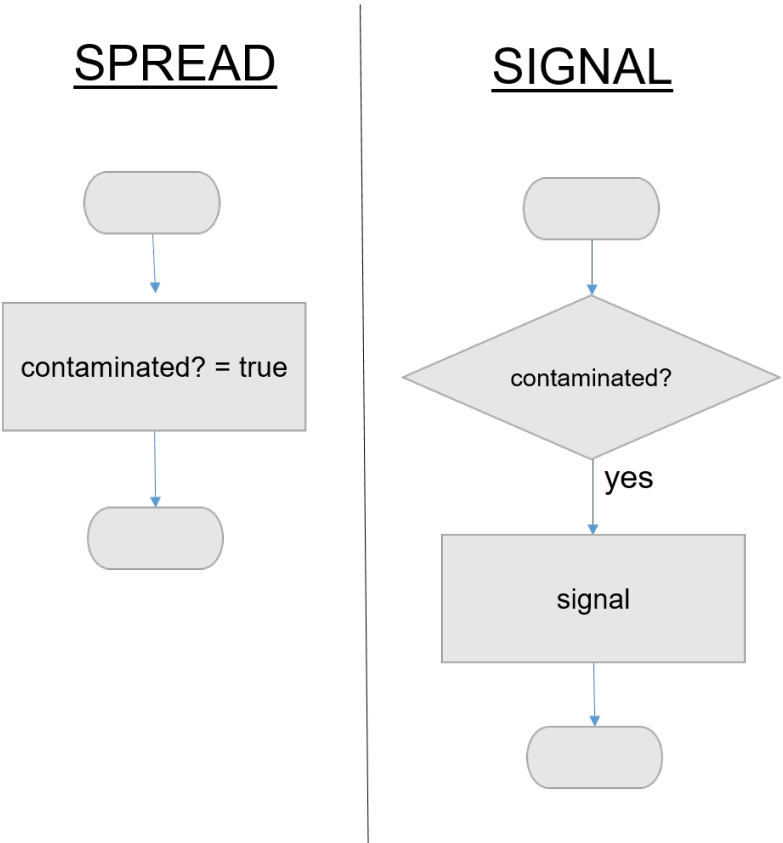 SPREAD
contaminated? = true
SIGNAL
contaminated?
yes
signal